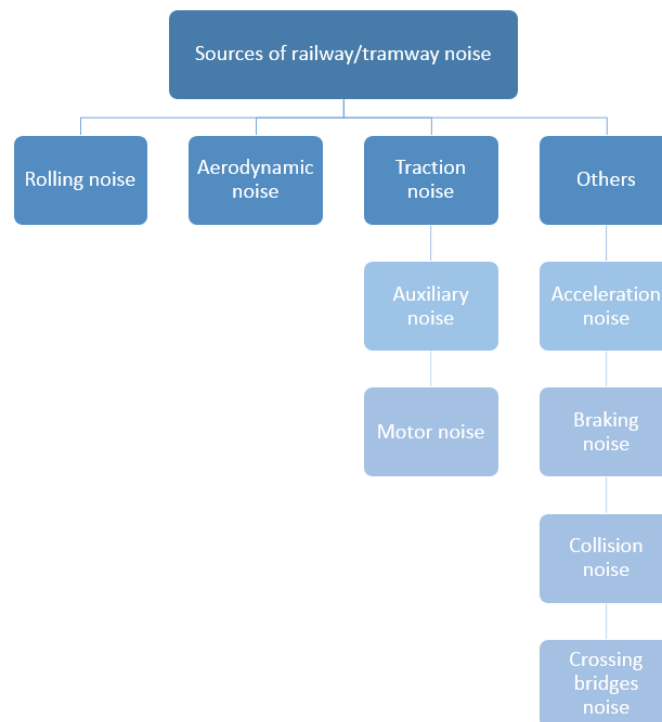 Sources of railway/tramway noise
Rolling noise
Aerodynamic
noise
Traction
noise
Others
Auxiliary
noise
Acceleration
noise
Motor noise
Braking
noise
Collision
noise
Crossing
bridges
noise